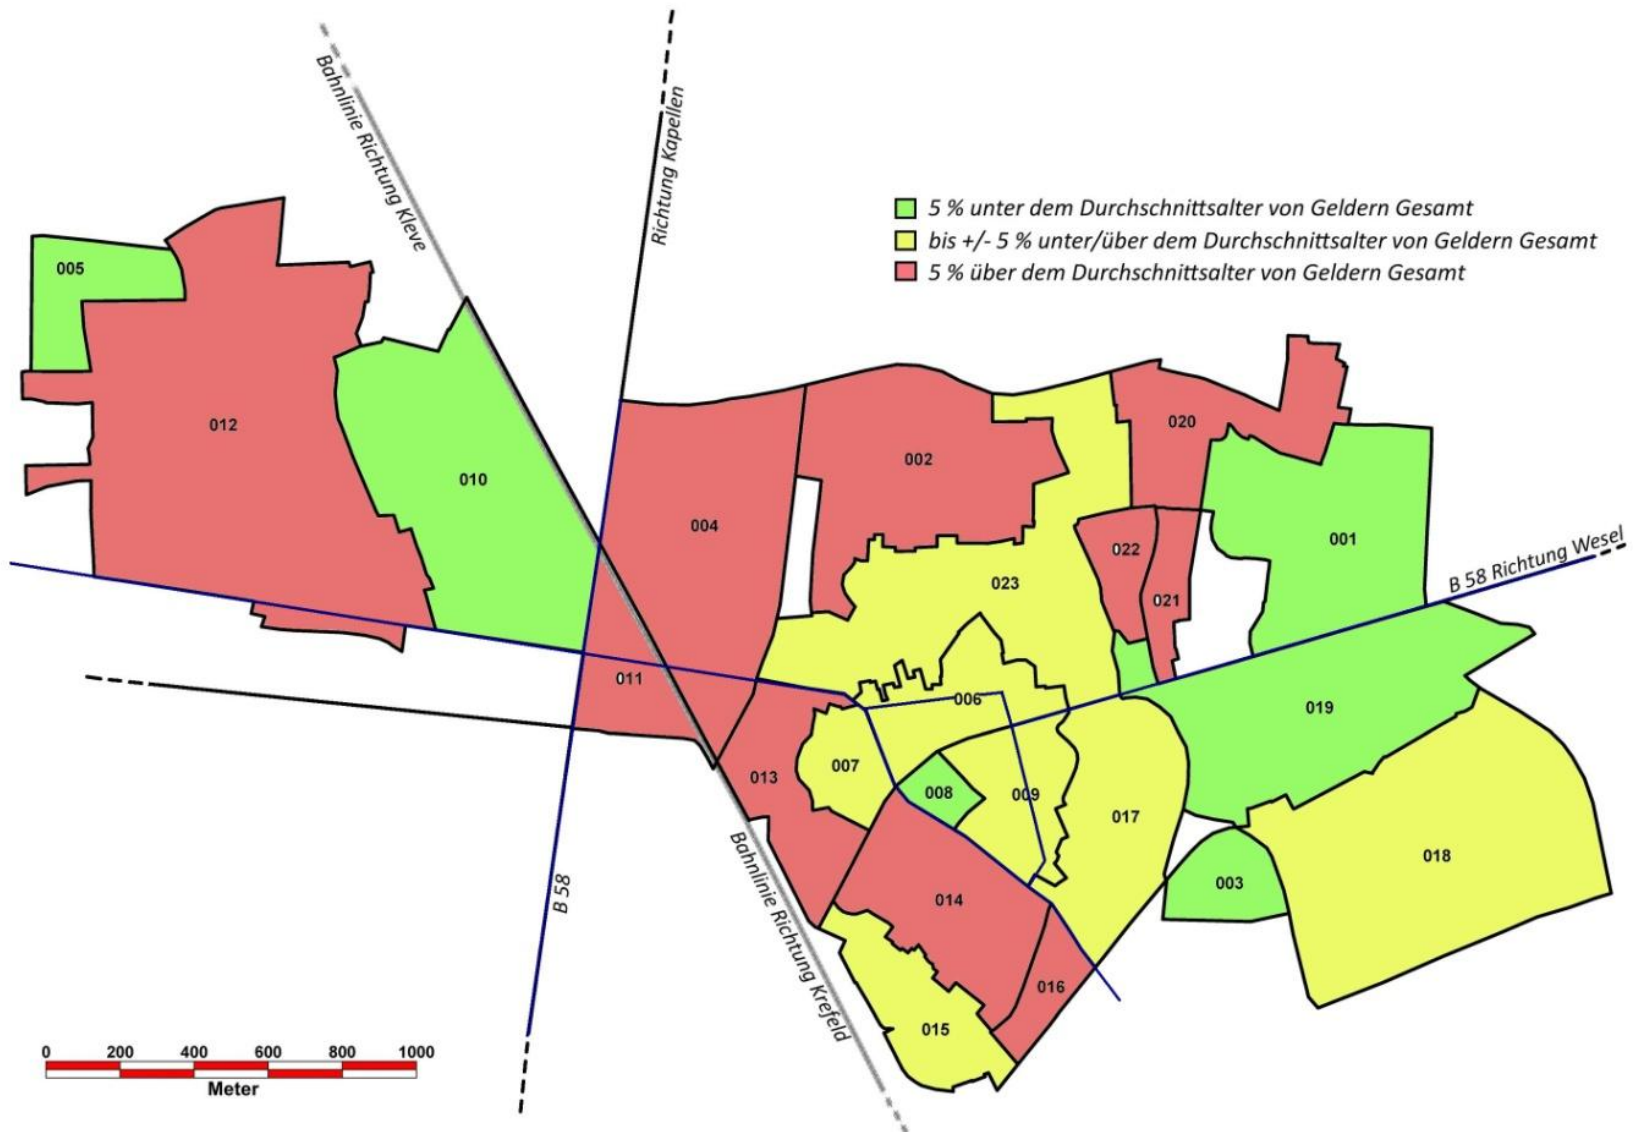 Bahnlinie Richtung Kleve
Richtung Kapellen
5 % unter dem Durchschnittsalter von Geldern Gesamt
bis +/- 5 % unter/über dem Durchschnittsalter von Geldern Gesamt
5 % über dem Durchschnittsalter von Geldern Gesamt
005
012
010
004
002
020
001
022
021
023
B 58 Richtung Wesel
011
006
019
013
007
008
009
017
018
003
014
016
015
B 58
Bahnlinie Richtung Krefeld
0 200 400 600 800 1000
Meter